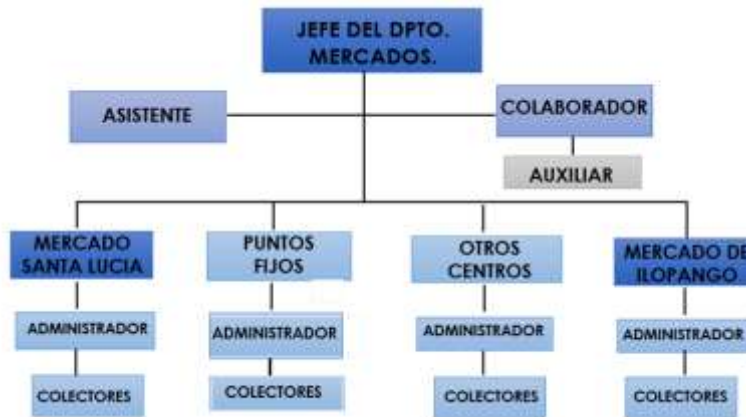 JEFE DEL DPTO.
MERCADOS.
ASISTENTE
COLABORADOR
AUXILIAR
MERCADO
SANTA LUCIA
PUNTOS
FIJOS
OTROS
CENTROS
MERCADO DE
ILOPANGO
ADMINISTRADOR
ADMINISTRADOR
ADMINISTRADOR
ADMINISTRADOR
COLECTORES
COLECTORES
COLECTORES
COLECTORES